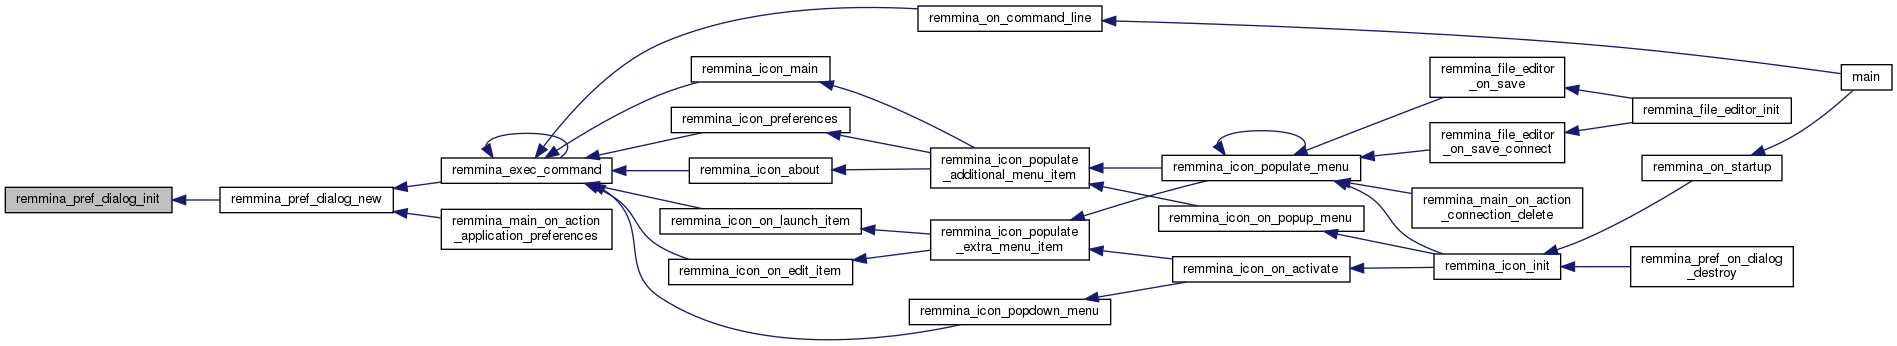 remmina_pref_dialog_init
remmina_pref_dialog_new
remmina_exec_command
remmina_main_on_action
_application_preferences
remmina_on_command_line
remmina_icon_main
remmina_icon_preferences
remmina_icon_about
remmina_icon_on_launch_item
remmina_icon_on_edit_item
remmina_icon_popdown_menu
remmina_icon_populate
_additional_menu_item
remmina_icon_populate
_extra_menu_item
remmina_icon_populate_menu
remmina_icon_on_popup_menu
remmina_icon_on_activate
remmina_file_editor
_on_save
remmina_file_editor
_on_save_connect
remmina_main_on_action
_connection_delete
remmina_icon_init
remmina_file_editor_init
remmina_on_startup
remmina_pref_on_dialog
_destroy
main